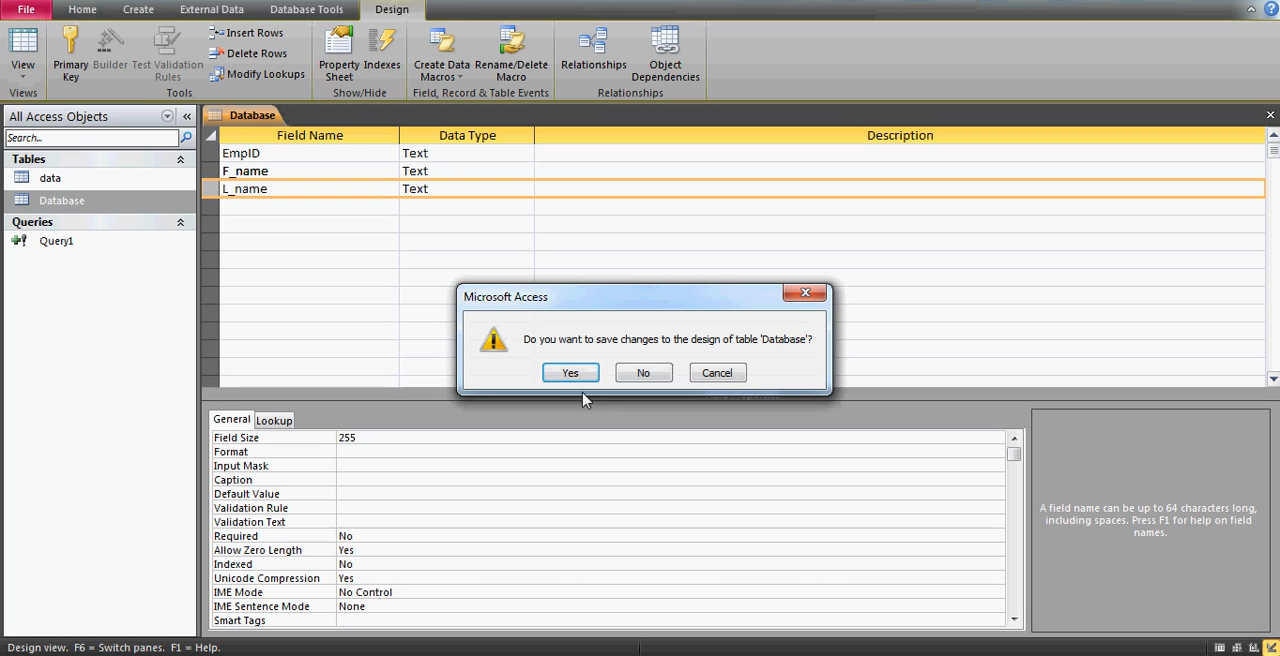 File Home Create External Data Database Tools Design
View
Views
Primary Key
Builder
Test Validation Rules
Insert Rows
Delete Rows
Modify Lookups
Tools
Property Sheet
Indexes
Show/Hide
Create Data Macros
Rename/Delete Macro
Field, Record & Table Events
Relationships
Object Dependencies
Relationships
All Access Objects
Search...
Tables
data
Database
Queries
Query1
Database
Field Name Data Type Description
EmpID Text
F_name Text
L_name Text
Microsoft Access
Do you want to save changes to the design of table 'Database'?
Yes No Cancel
General Lookup
Field Size 255
Format
Input Mask
Caption
Default Value
Validation Rule
Validation Text
Required No
Allow Zero Length Yes
Indexed No
Unicode Compression Yes
IME Mode No Control
IME Sentence Mode None
Smart Tags
A field name can be up to 64 characters long,
including spaces. Press F1 for help on field
names.
Design view. F6 = Switch panes. F1 = Help.